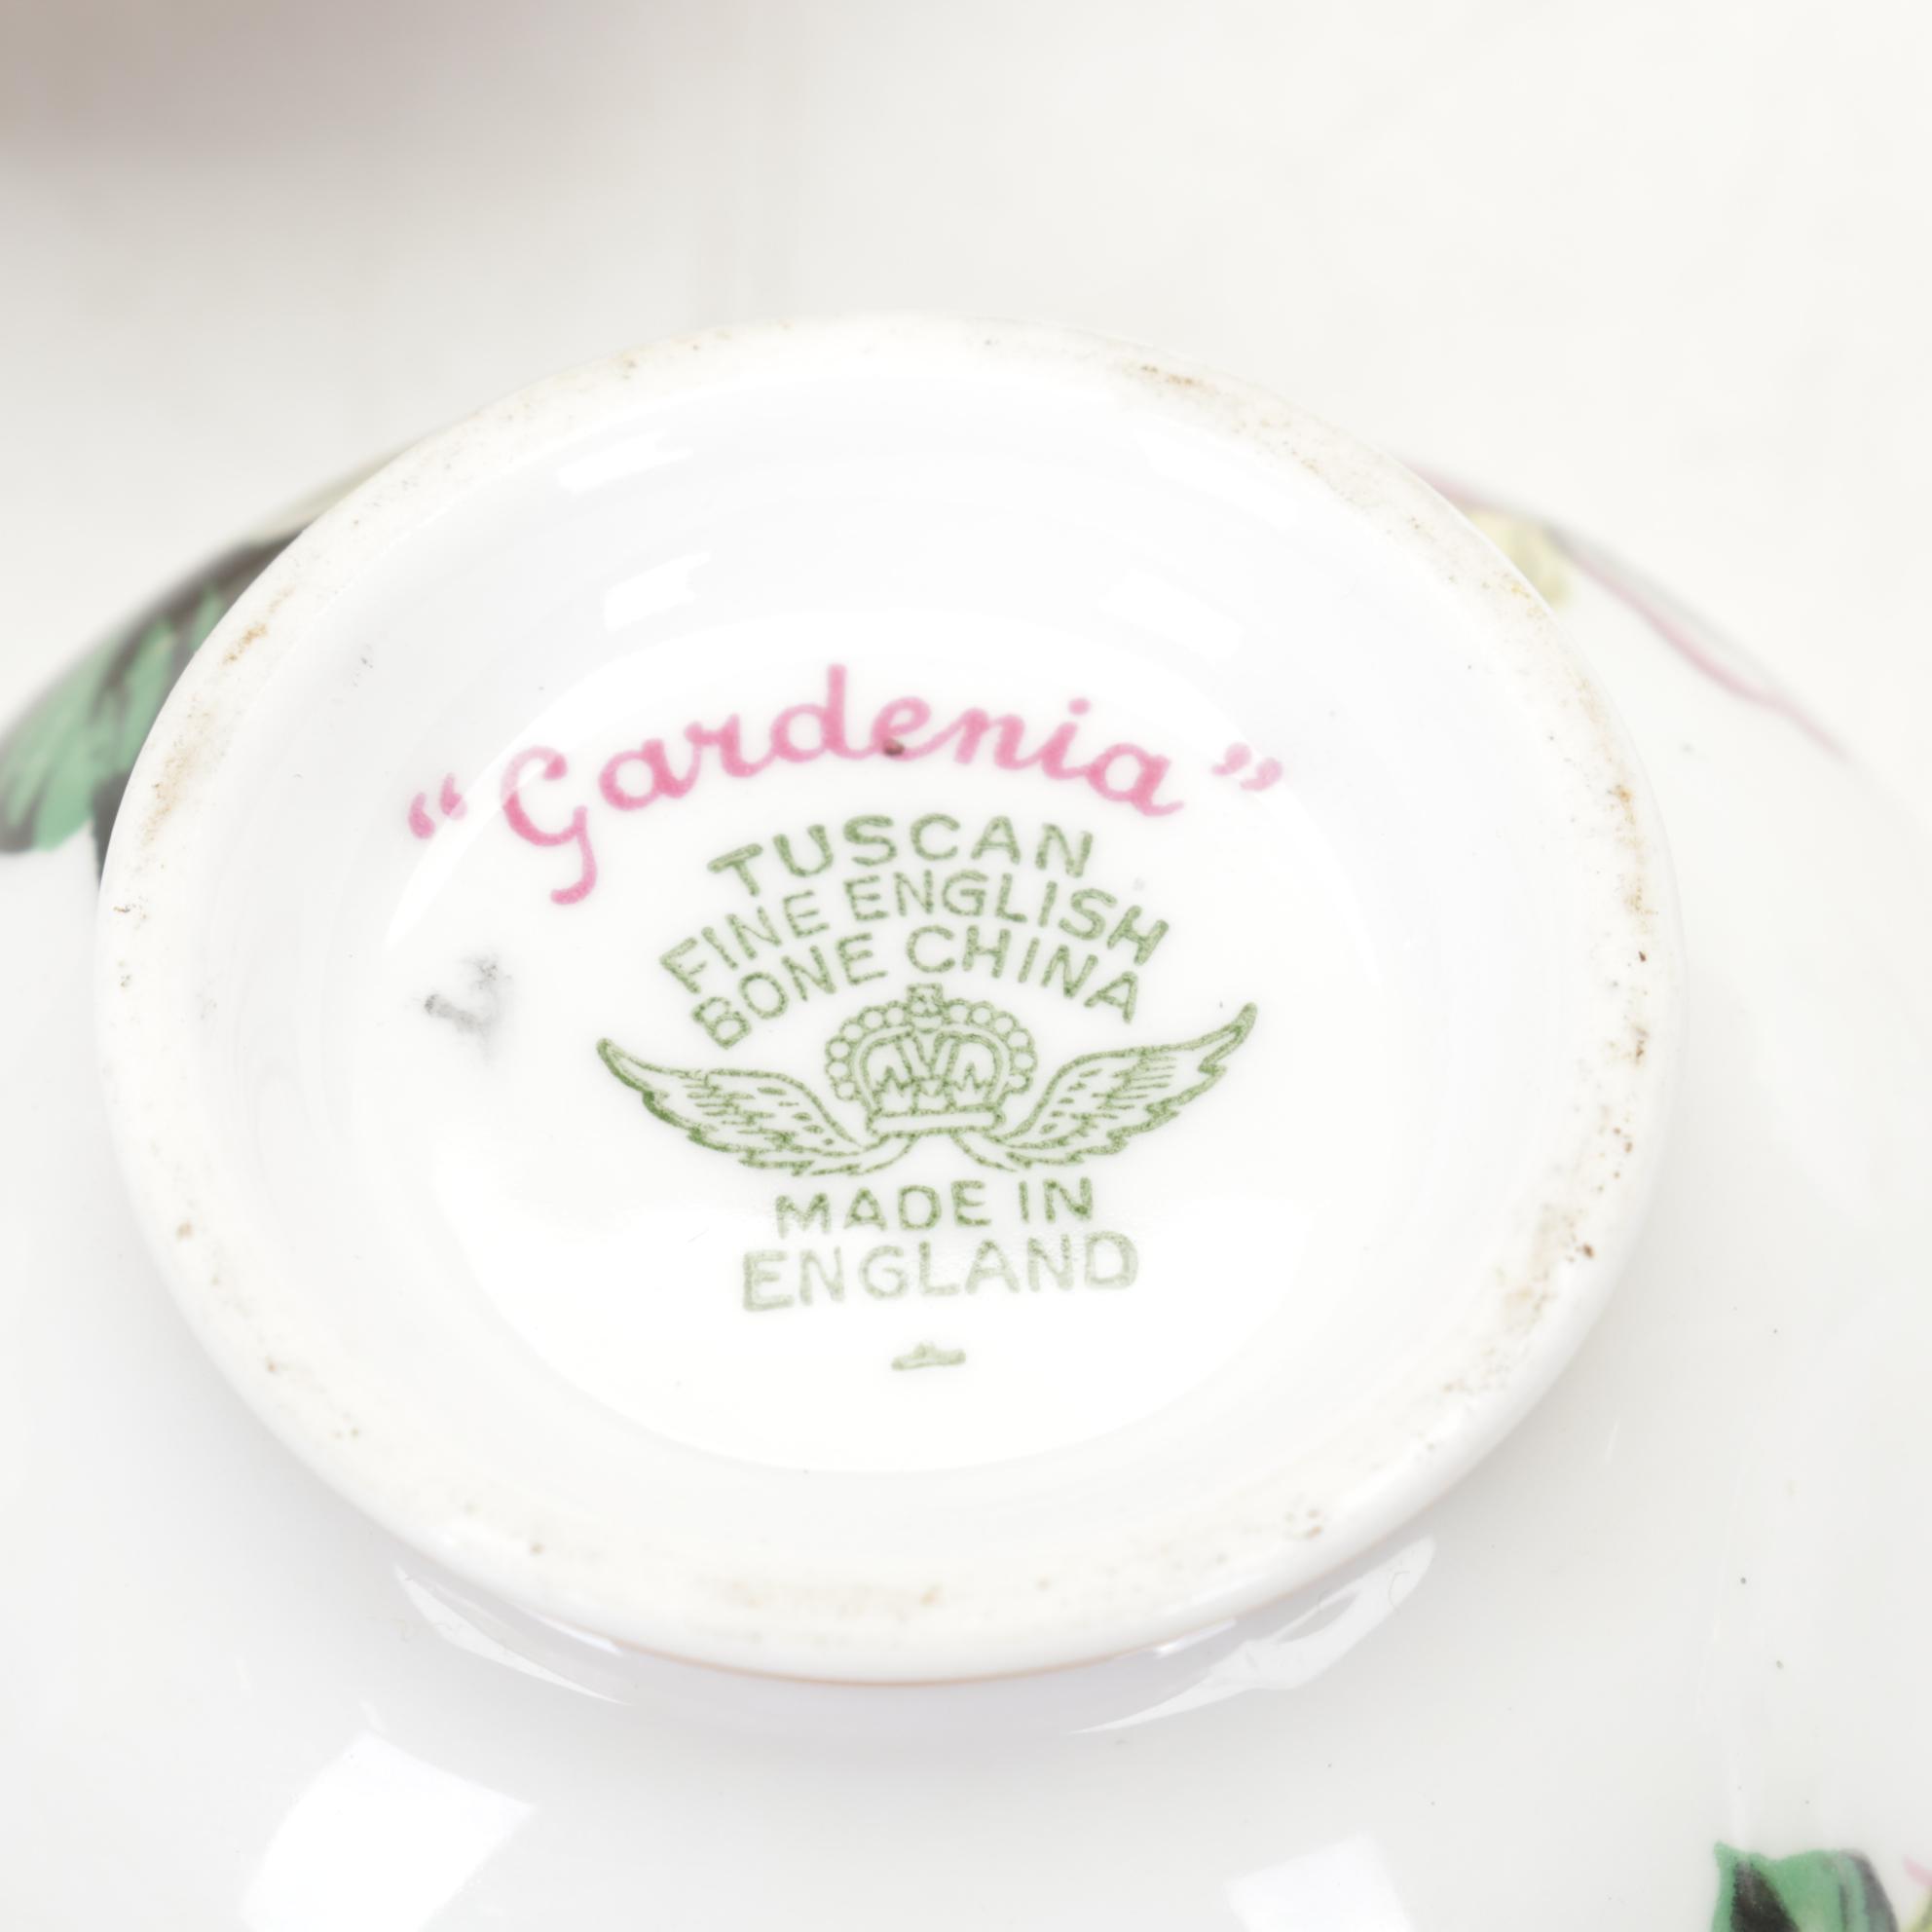 “Gardenia”
TUSCAN
FINE ENGLISH
BONE CHINA
MADE IN
ENGLAND